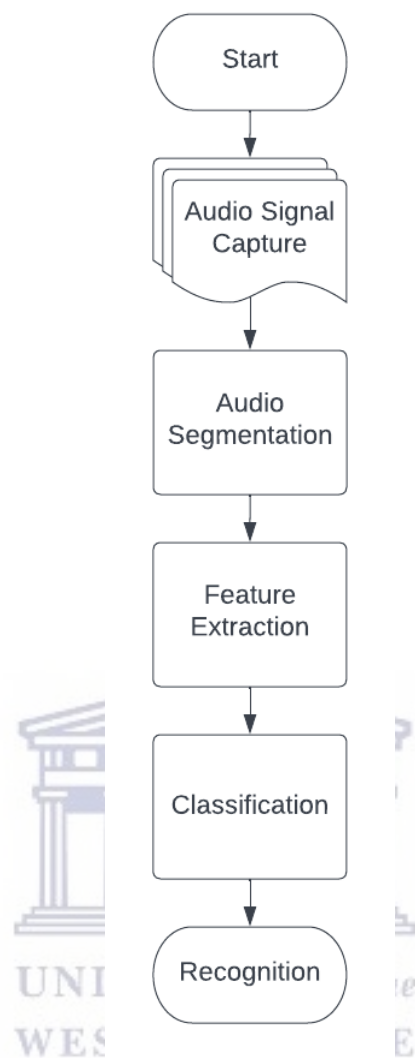 Start
Audio Signal
Capture
Audio
Segmentation
Feature
Extraction
Classification
Recognition
UNI
WES